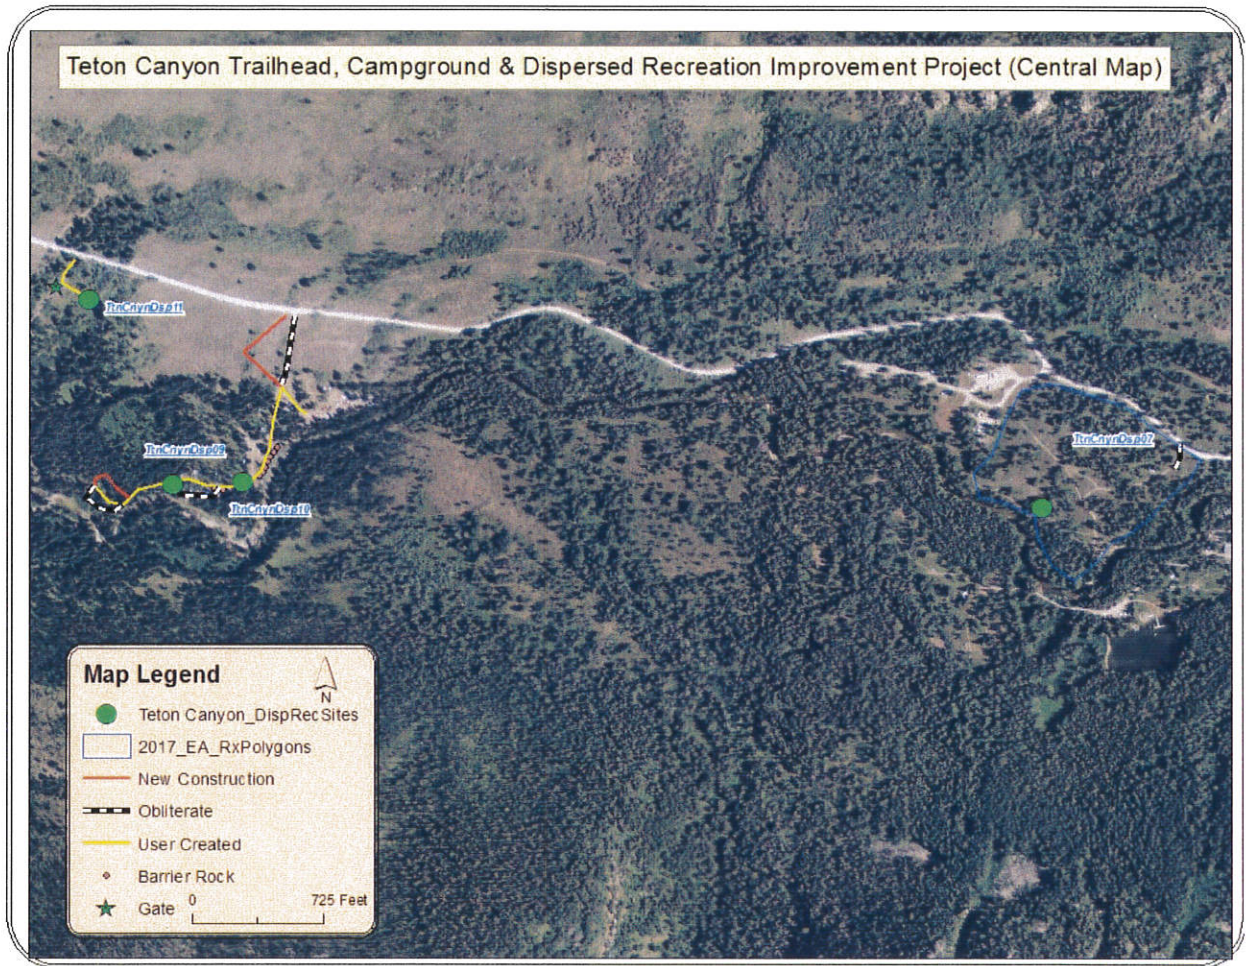 Teton Canyon Trailhead, Campground & Dispersed Recreation Improvement Project (Central Map)
TtnCnynDsp11
TtnCnynDsp07
TtnCnynDsp09
TtnCnynDsp10
Map Legend
N
Teton Canyon_DispRecSites
2017_EA_RxPolygons
New Construction
Obliterate
User Created
Barrier Rock
Gate
0 725 Feet